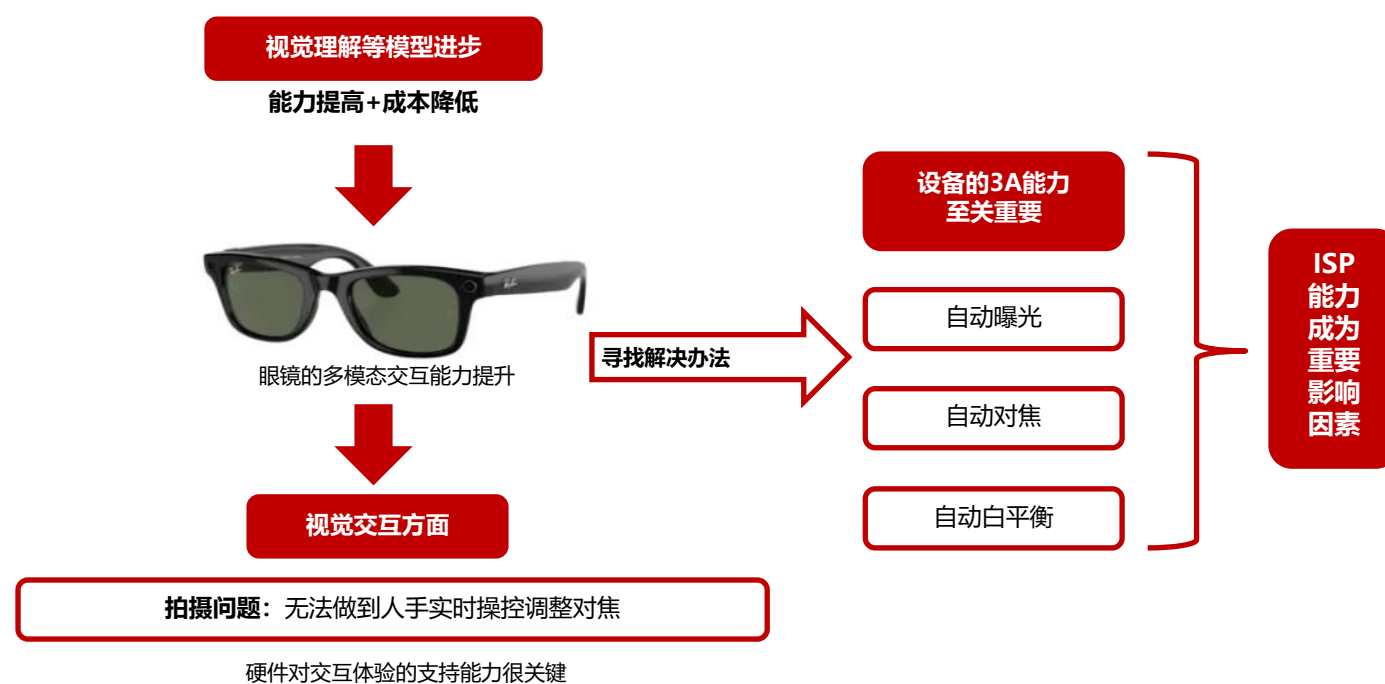 视觉理解等模型进步
能力提高+成本降低
Ray-Ban
眼镜的多模态交互能力提升
视觉交互方面
拍摄问题：无法做到人手实时操控调整对焦
硬件对交互体验的支持能力很关键
寻找解决办法
设备的3A能力
至关重要
自动曝光
自动对焦
自动白平衡
ISP
能力
成为
重要
影响
因素